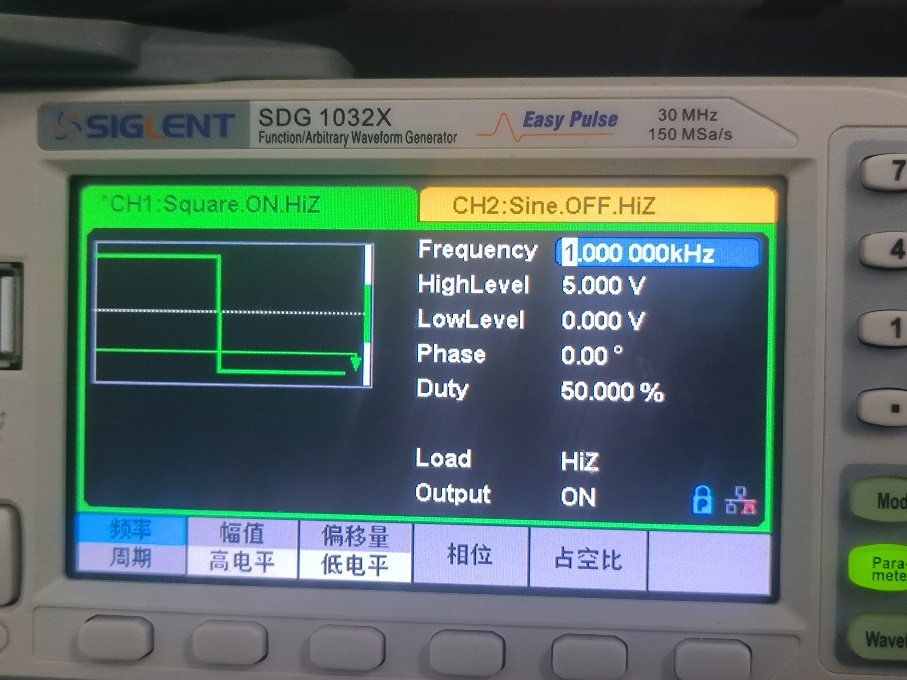 SIGLENT
SDG 1032X
Function/Arbitrary Waveform Generator
Easy Pulse
30 MHz
150 MSa/s
*CH1:Square.ON.HiZ
CH2:Sine.OFF.HiZ
Frequency 1.000 000kHz
HighLevel 5.000 V
LowLevel 0.000 V
Phase 0.00 °
Duty 50.000 %
Load HiZ
Output ON
频率 幅值 偏移量
周期 高电平 低电平 相位 占空比
7
4
1
.
Mod
Para-
mete
Wavef